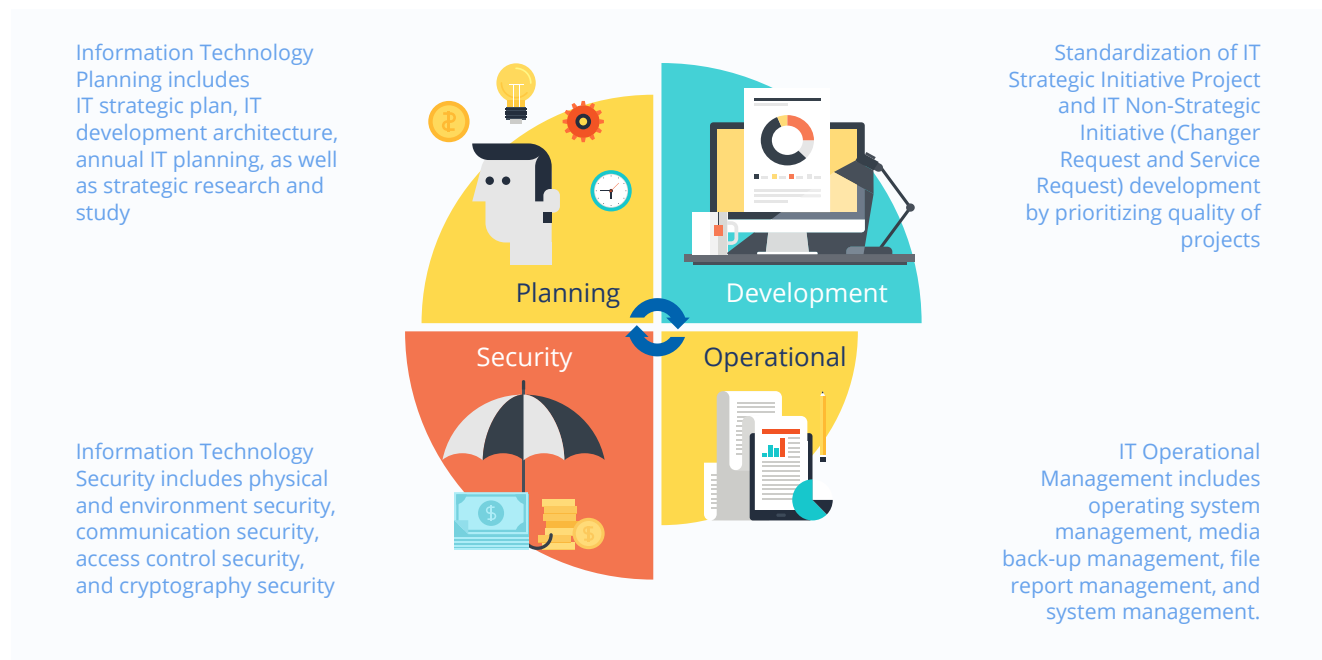 Information Technology
Planning includes
IT strategic plan, IT
development architecture,
annual IT planning, as well
as strategic research and
study
Standardization of IT
Strategic Initiative Project
and IT Non-Strategic
Initiative (Changer
Request and Service
Request) development
by prioritizing quality of
projects
Planning
Development
Security
Operational
Information Technology
Security includes physical
and environment security,
communication security,
access control security,
and cryptography security
IT Operational
Management includes
operating system
management, media
back-up management, file
report management, and
system management.